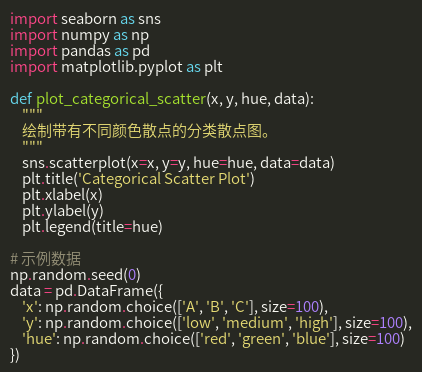 import seaborn as sns
import numpy as np
import pandas as pd
import matplotlib.pyplot as plt

def plot_categorical_scatter(x, y, hue, data):
    """
    绘制带有不同颜色散点的分类散点图。
    """
    sns.scatterplot(x=x, y=y, hue=hue, data=data)
    plt.title('Categorical Scatter Plot')
    plt.xlabel(x)
    plt.ylabel(y)
    plt.legend(title=hue)

# 示例数据
np.random.seed(0)
data = pd.DataFrame({
    'x': np.random.choice(['A', 'B', 'C'], size=100),
    'y': np.random.choice(['low', 'medium', 'high'], size=100),
    'hue': np.random.choice(['red', 'green', 'blue'], size=100)
})